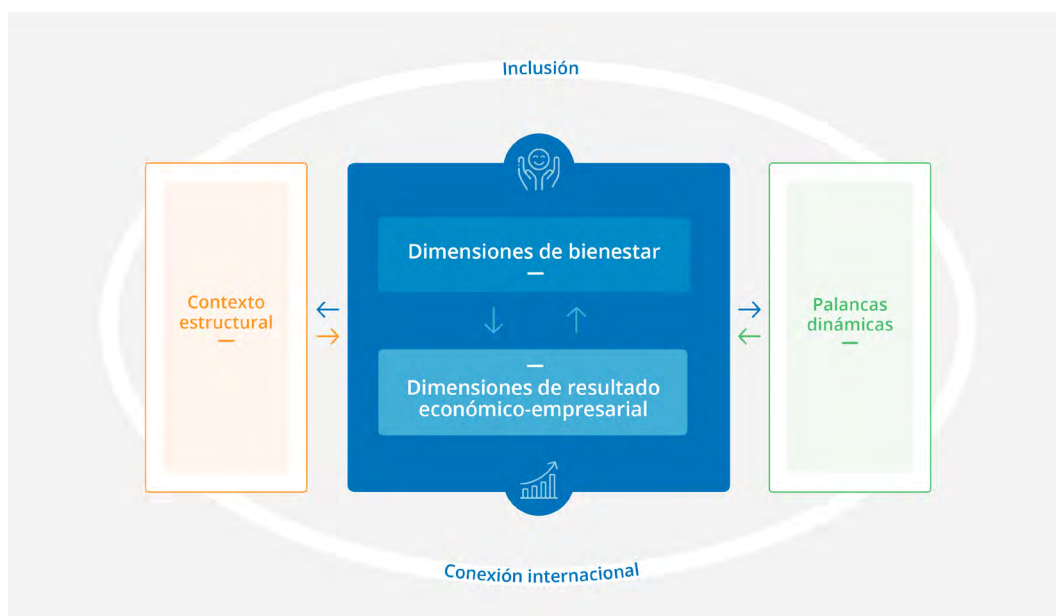 Inclusión
Dimensiones de bienestar
Contexto
estructural
Palancas
dinámicas
Dimensiones de resultado
económico-empresarial
Conexión internacional